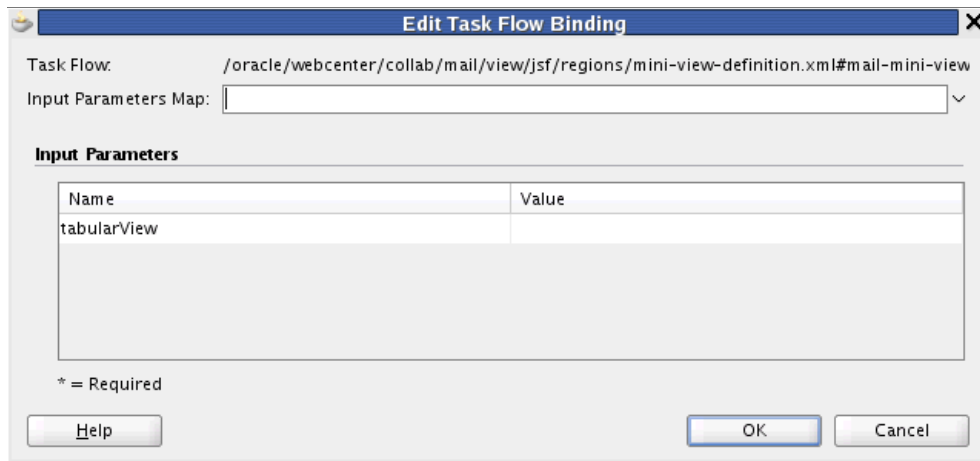 Edit Task Flow Binding
Task Flow: /oracle/webcenter/collab/mail/view/jsf/regions/mini-view-definition.xml#mail-mini-view
Input Parameters Map:
Input Parameters
Name Value
tabularView
* = Required
Help OK Cancel